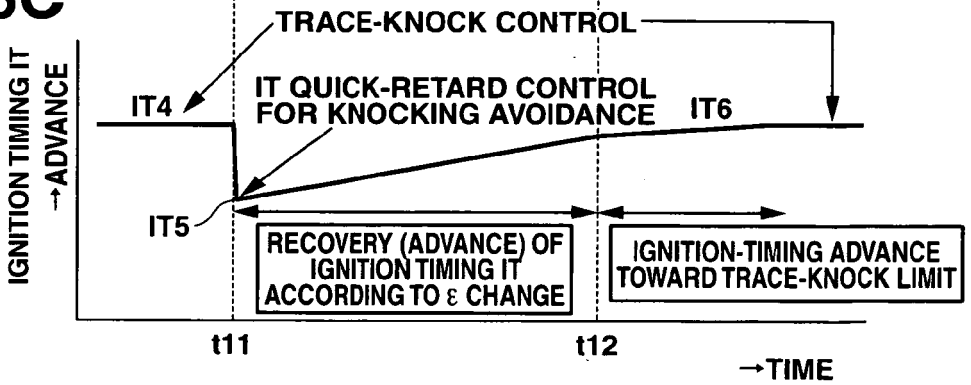 TRACE-KNOCK CONTROL
IGNITION TIMING IT
→ADVANCE
IT4
IT QUICK-RETARD CONTROL
FOR KNOCKING AVOIDANCE
IT6
IT5
RECOVERY (ADVANCE) OF
IGNITION TIMING IT
ACCORDING TO ε CHANGE
IGNITION-TIMING ADVANCE
TOWARD TRACE-KNOCK LIMIT
t11
t12
→TIME